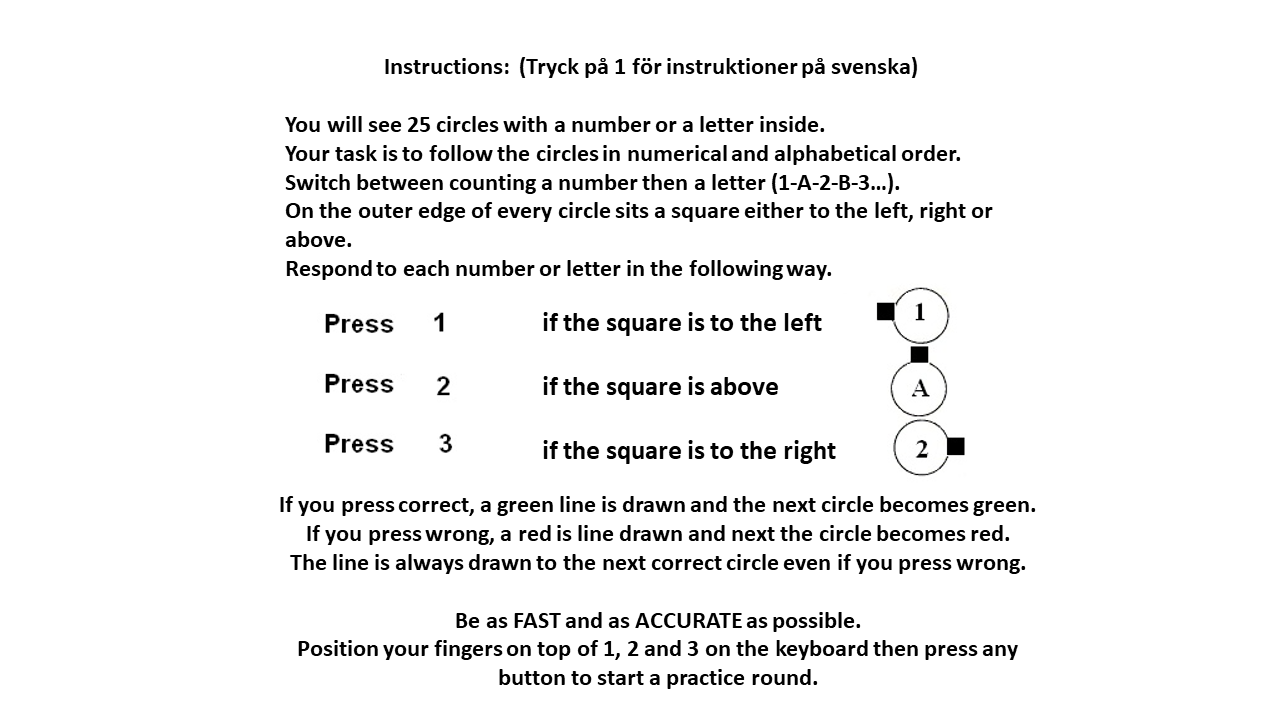 Instructions: (Tryck på 1 för instruktioner på svenska)
You will see 25 circles with a number or a letter inside.
Your task is to follow the circles in numerical and alphabetical order.
Switch between counting a number then a letter (1-A-2-B-3...).
On the outer edge of every circle sits a square either to the left, right or
above.
Respond to each number or letter in the following way.
Press 1 if the square is to the left 1
Press 2 if the square is above A
Press 3 if the square is to the right 2
If you press correct, a green line is drawn and the next circle becomes green.
If you press wrong, a red is line drawn and next the circle becomes red.
The line is always drawn to the next correct circle even if you press wrong.
Be as FAST and as ACCURATE as possible.
Position your fingers on top of 1, 2 and 3 on the keyboard then press any
button to start a practice round.